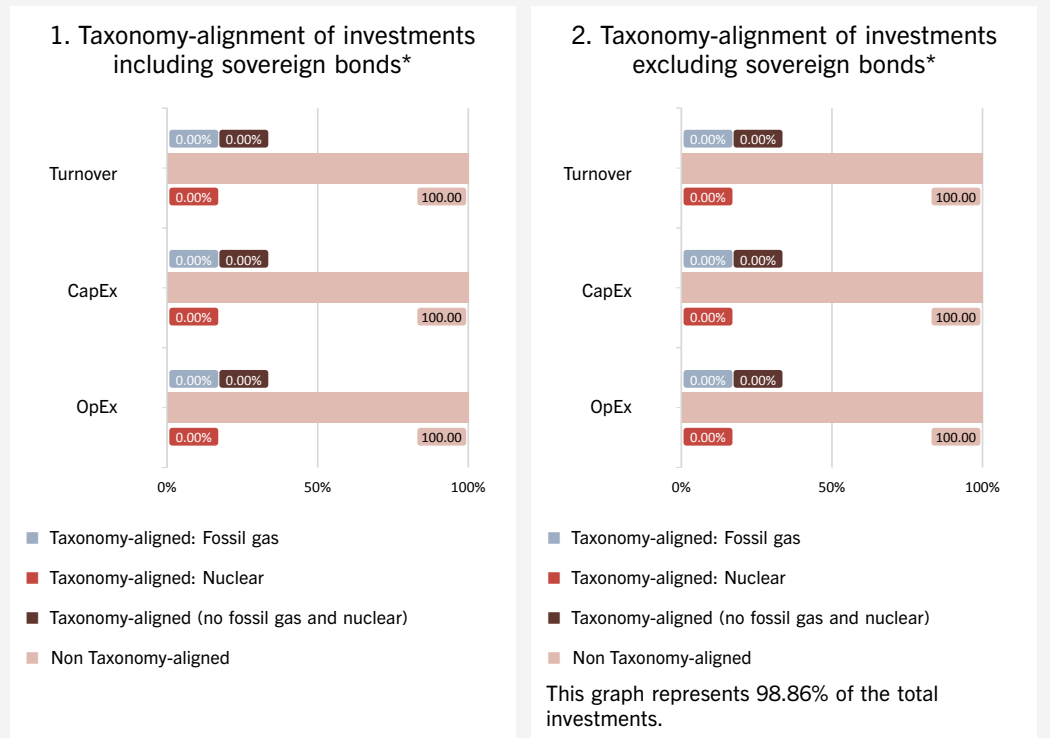 1. Taxonomy-alignment of investments
including sovereign bonds*
Turnover
0.00% 0.00%
0.00% 100.00
CapEx
0.00% 0.00%
0.00% 100.00
OpEx
0.00% 0.00%
0.00% 100.00
0% 50% 100%
Taxonomy-aligned: Fossil gas
Taxonomy-aligned: Nuclear
Taxonomy-aligned (no fossil gas and nuclear)
Non Taxonomy-aligned
2. Taxonomy-alignment of investments
excluding sovereign bonds*
Turnover
0.00% 0.00%
0.00% 100.00
CapEx
0.00% 0.00%
0.00% 100.00
OpEx
0.00% 0.00%
0.00% 100.00
0% 50% 100%
Taxonomy-aligned: Fossil gas
Taxonomy-aligned: Nuclear
Taxonomy-aligned (no fossil gas and nuclear)
Non Taxonomy-aligned
This graph represents 98.86% of the total
investments.